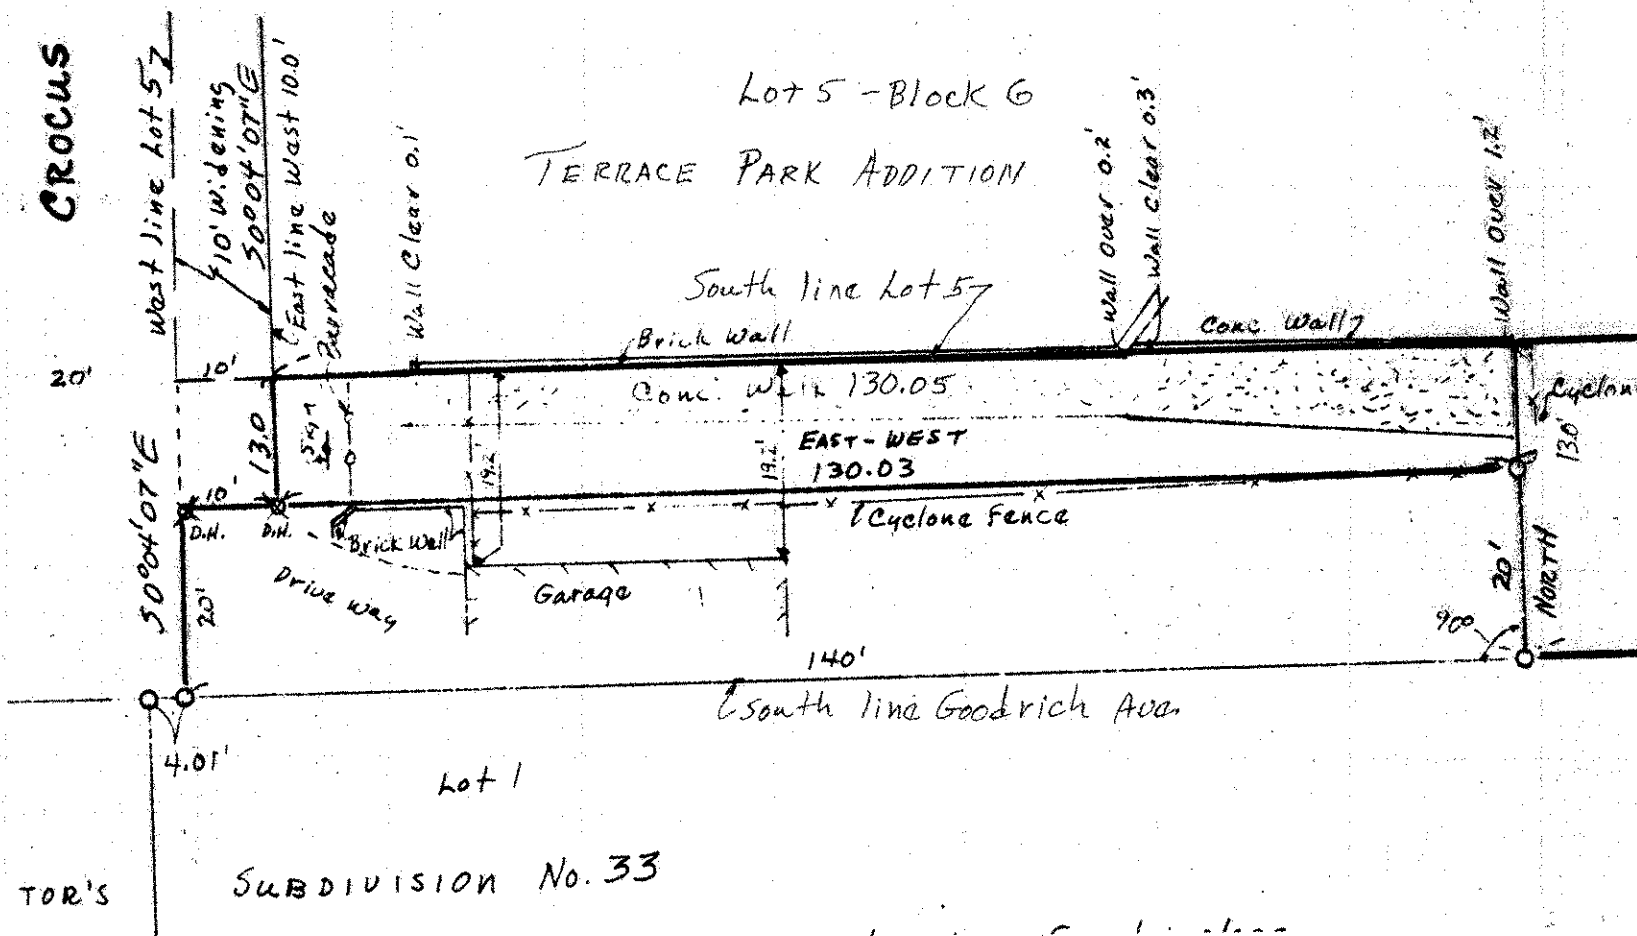 CROCUS
West line Lot 5
10' Widening
S0°04'07"E
East line West 10.0'
Barracade
Wall Clear 0.1'
Lot 5 - Block 6
TERRACE PARK ADDITION
Wall Over 0.2'
Wall Clear 0.3'
Wall Over 1.2'
South line Lot 5
Brick Wall
Conc Wall
20'
10'
Conc. Walk 130.05
Cyclon
13.0
19.2'
19.2'
EAST-WEST
130.03
13.0'
S0°04'07"E
10'
D.H.
D.H.
Brick Wall
Cyclone Fence
Drive Way
Garage
20'
20'
NORTH
90°
140'
South line Goodrich Ave.
4.01'
Lot 1
SUBDIVISION No. 33
TOR'S